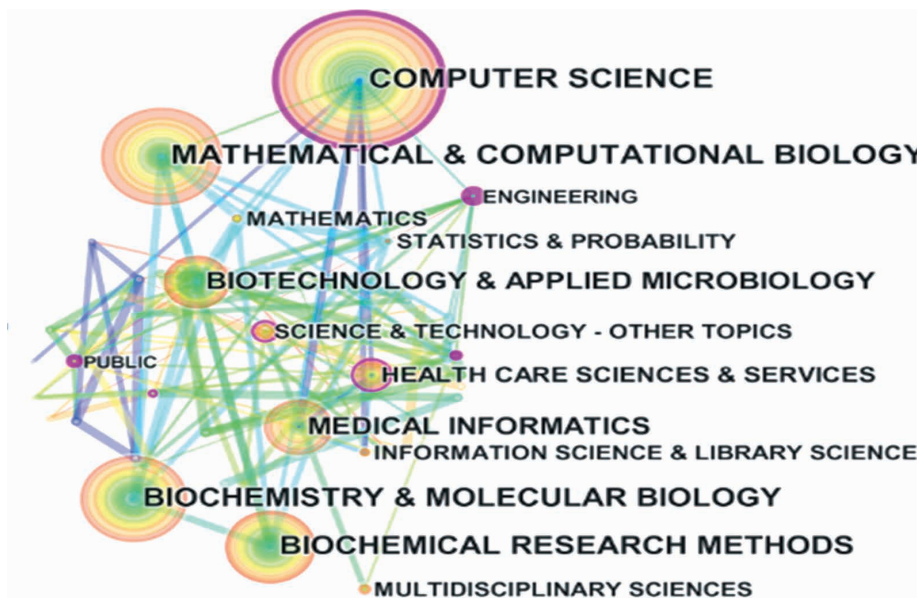 COMPUTER SCIENCE
MATHEMATICAL & COMPUTATIONAL BIOLOGY
ENGINEERING
MATHEMATICS
STATISTICS & PROBABILITY
BIOTECHNOLOGY & APPLIED MICROBIOLOGY
SCIENCE & TECHNOLOGY - OTHER TOPICS
PUBLIC
HEALTH CARE SCIENCES & SERVICES
MEDICAL INFORMATICS
INFORMATION SCIENCE & LIBRARY SCIENCE
BIOCHEMISTRY & MOLECULAR BIOLOGY
BIOCHEMICAL RESEARCH METHODS
MULTIDISCIPLINARY SCIENCES